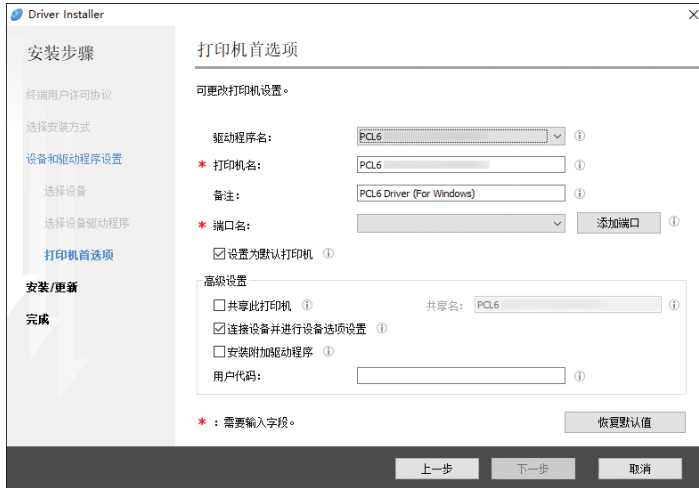 Driver Installer
安装步骤
终端用户许可协议
选择安装方式
设备和驱动程序设置
选择设备
选择设备驱动程序
打印机首选项
安装/更新
完成
打印机首选项
可更改打印机设置。
驱动程序名: PCL6
* 打印机名: PCL6
备注: PCL6 Driver (For Windows)
* 端口名: 添加端口
设置为默认打印机
高级设置
共享此打印机 共享名: PCL6
连接设备并进行设备选项设置
安装附加驱动程序
用户代码:
* : 需要输入字段。 恢复默认值
上一步 下一步 取消